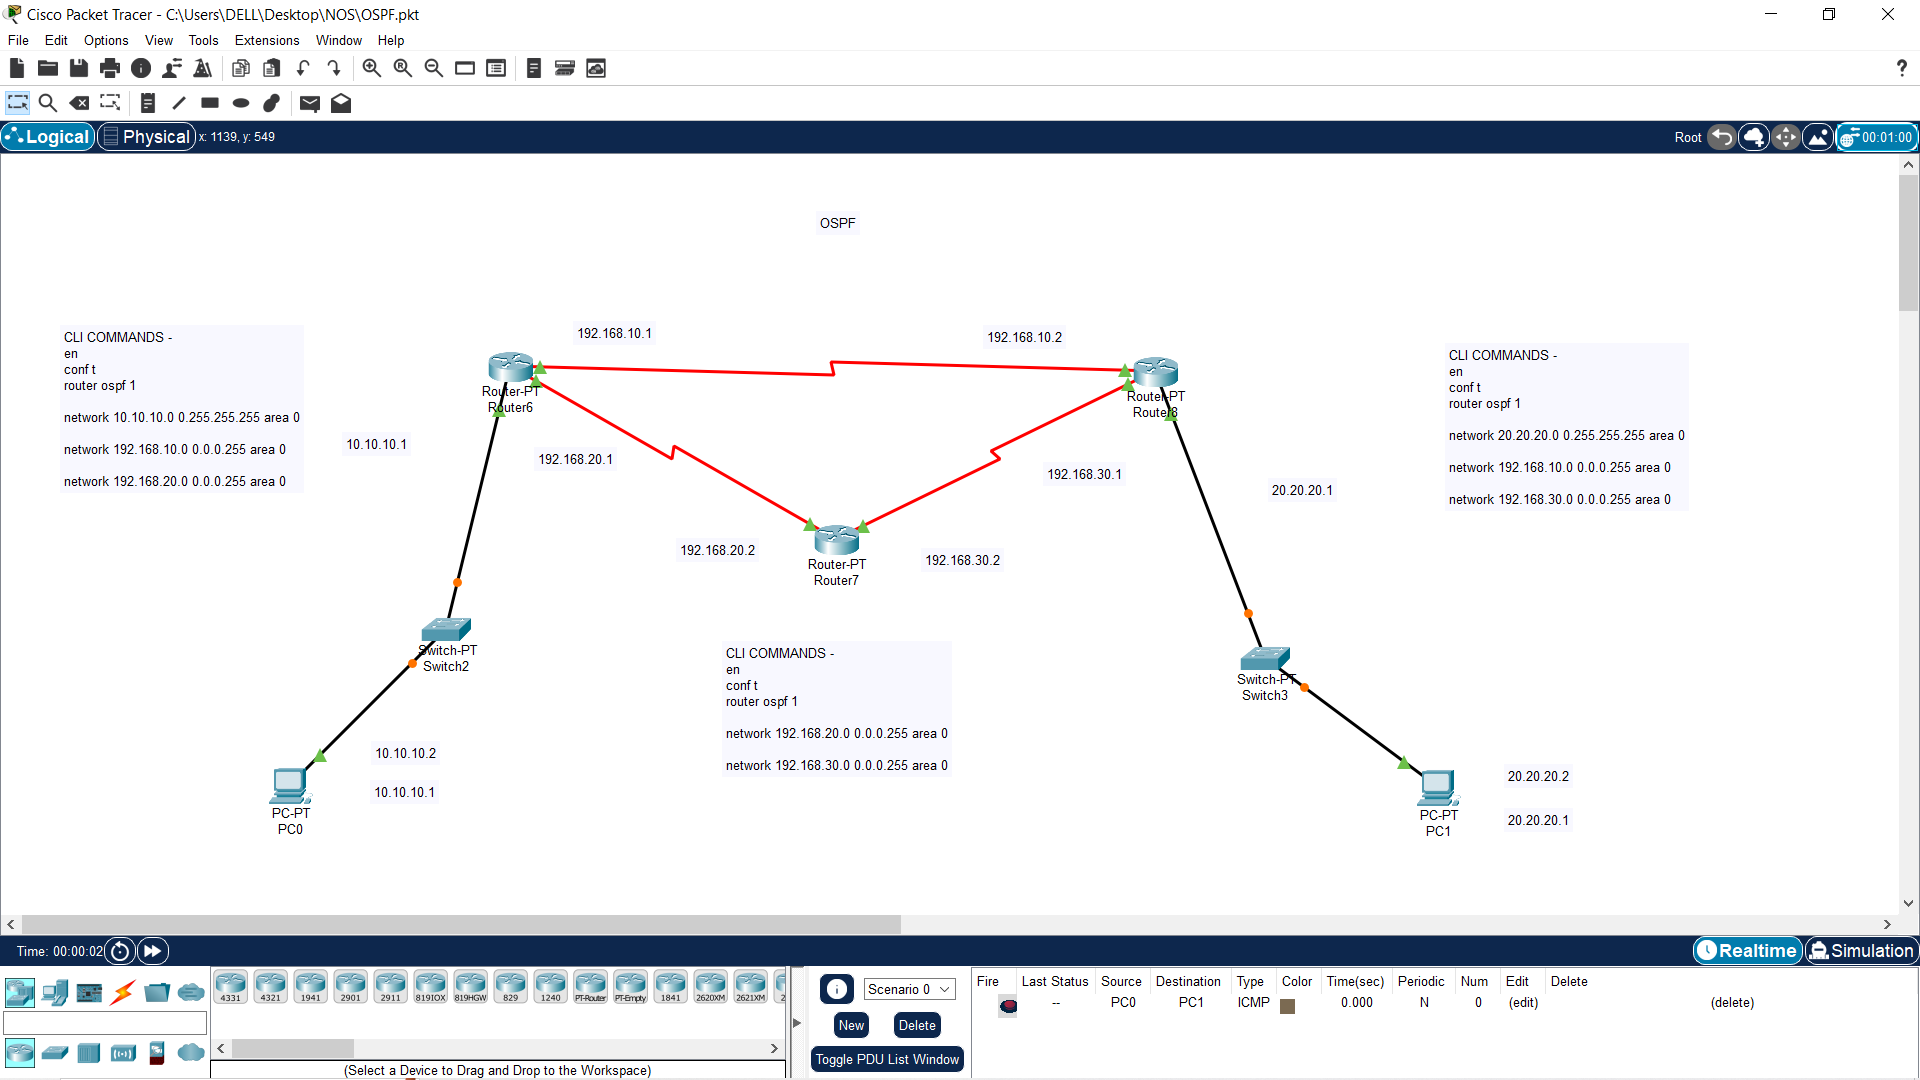 Cisco Packet Tracer - C:\Users\DELL\Desktop\NOS\OSPF.pkt
File Edit Options View Tools Extensions Window Help
?
Logical Physical x: 1139, y: 549 Root 00:01:00
OSPF
CLI COMMANDS -
en
conf t
router ospf 1
network 10.10.10.0 0.255.255.255 area 0
network 192.168.10.0 0.0.0.255 area 0
network 192.168.20.0 0.0.0.255 area 0
192.168.10.1
192.168.10.2
Router-PT
Router6
Router-PT
Router8
CLI COMMANDS -
en
conf t
router ospf 1
network 20.20.20.0 0.255.255.255 area 0
network 192.168.10.0 0.0.0.255 area 0
network 192.168.30.0 0.0.0.255 area 0
10.10.10.1
192.168.20.1
192.168.30.1
20.20.20.1
192.168.20.2
Router-PT
Router7
192.168.30.2
Switch-PT
Switch2
CLI COMMANDS -
en
conf t
router ospf 1
network 192.168.20.0 0.0.0.255 area 0
network 192.168.30.0 0.0.0.255 area 0
Switch-PT
Switch3
10.10.10.2
10.10.10.1
PC-PT
PC0
PC-PT
PC1
20.20.20.2
20.20.20.1
Time: 00:00:02 Realtime Simulation
4331 4321 1941 2901 2911 819IOX 819HGW 829 1240 PT-Router PT-Empty 1841 2620XM 2621XM 2
(Select a Device to Drag and Drop to the Workspace)
Scenario 0
New Delete
Toggle PDU List Window
Fire Last Status Source Destination Type Color Time(sec) Periodic Num Edit Delete
-- PC0 PC1 ICMP 0.000 N 0 (edit) (delete)